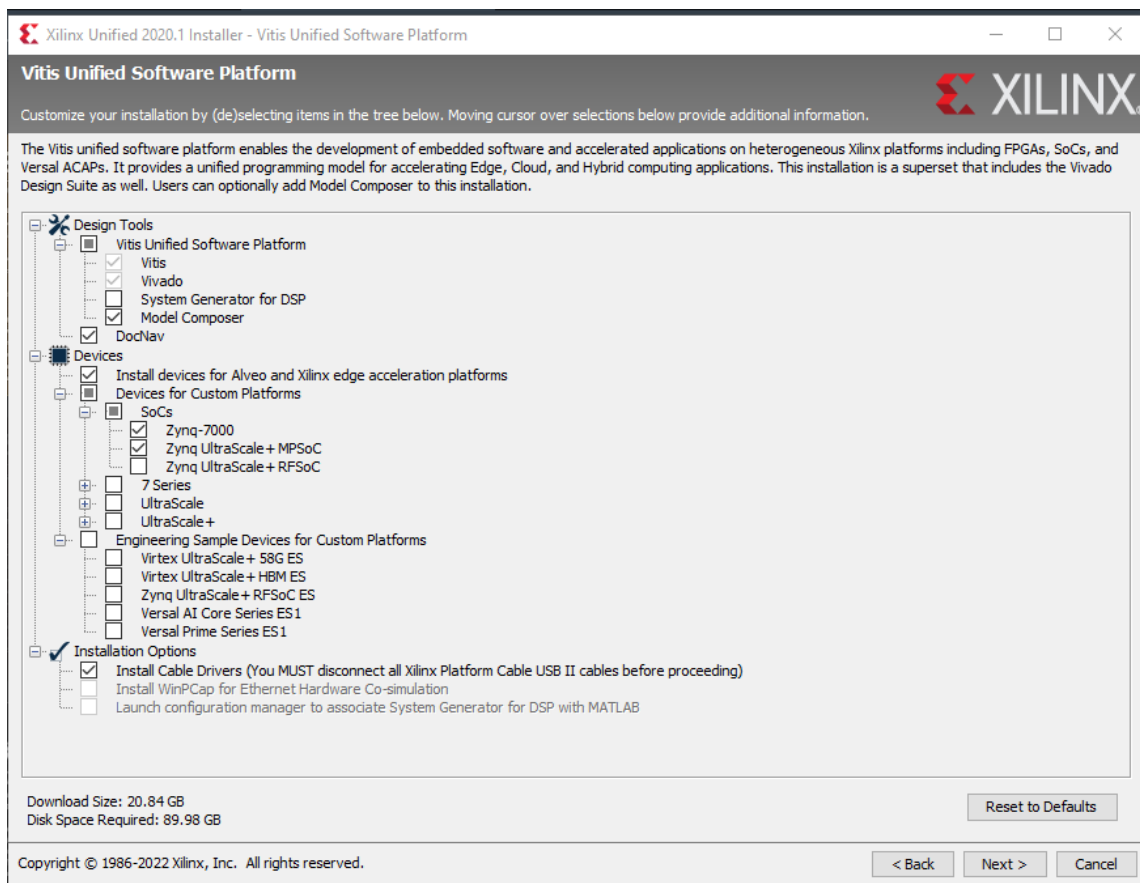 Xilinx Unified 2020.1 Installer - Vitis Unified Software Platform
Vitis Unified Software Platform
XILINX
Customize your installation by (de)selecting items in the tree below. Moving cursor over selections below provide additional information.
The Vitis unified software platform enables the development of embedded software and accelerated applications on heterogeneous Xilinx platforms including FPGAs, SoCs, and
Versal ACAPs. It provides a unified programming model for accelerating Edge, Cloud, and Hybrid computing applications. This installation is a superset that includes the Vivado
Design Suite as well. Users can optionally add Model Composer to this installation.
Design Tools
Vitis Unified Software Platform
Vitis
Vivado
System Generator for DSP
Model Composer
DocNav
Devices
Install devices for Alveo and Xilinx edge acceleration platforms
Devices for Custom Platforms
SoCs
Zynq-7000
Zynq UltraScale+ MPSoC
Zynq UltraScale+ RFSoC
7 Series
UltraScale
UltraScale+
Engineering Sample Devices for Custom Platforms
Virtex UltraScale+ 58G ES
Virtex UltraScale+ HBM ES
Zynq UltraScale+ RFSoC ES
Versal AI Core Series ES1
Versal Prime Series ES1
Installation Options
Install Cable Drivers (You MUST disconnect all Xilinx Platform Cable USB II cables before proceeding)
Install WinPCap for Ethernet Hardware Co-simulation
Launch configuration manager to associate System Generator for DSP with MATLAB
Download Size: 20.84 GB
Disk Space Required: 89.98 GB
Reset to Defaults
Copyright © 1986-2022 Xilinx, Inc. All rights reserved.
< Back
Next >
Cancel